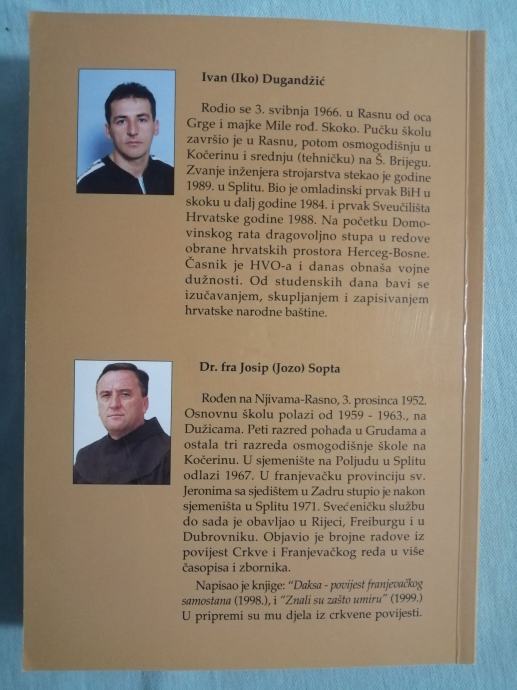 Ivan (Iko) Dugandžić
Rodio se 3. svibnja 1966. u Rasnu od oca
Grge i majke Mile rođ. Skoko. Pučku školu
završio je u Rasnu, potom osmogodišnju u
Kočerinu i srednju (tehničku) na Š. Brijegu.
Zvanje inženjera strojarstva stekao je godine
1989. u Splitu. Bio je omladinski prvak BiH u
skoku u dalj godine 1984. i prvak Sveučilišta
Hrvatske godine 1988. Na početku Domo-
vinskog rata dragovoljno stupa u redove
obrane hrvatskih prostora Herceg-Bosne.
Časnik je HVO-a i danas obnaša vojne
dužnosti. Od studenskih dana bavi se
izučavanjem, skupljanjem i zapisivanjem
hrvatske narodne baštine.
Dr. fra Josip (Jozo) Sopta
Rođen na Njivama-Rasno, 3. prosinca 1952.
Osnovnu školu polazi od 1959 - 1963., na
Dužicama. Peti razred pohađa u Grudama a
ostala tri razreda osmogodišnje škole na
Kočerinu. U sjemenište na Poljudu u Splitu
odlazi 1967. U franjevačku provinciju sv.
Jeronima sa sjedištem u Zadru stupio je nakon
sjemeništa u Splitu 1971. Svećeničku službu
do sada je obavljao u Rijeci, Freiburgu i u
Dubrovniku. Objavio je brojne radove iz
povijest Crkve i Franjevačkog reda u više
časopisa i zbornika.
Napisao je knjige: "Daksa - povijest franjevačkog
samostana (1998.), i "Znali su zašto umiru" (1999.)
U pripremi su mu djela iz crkvene povijesti.